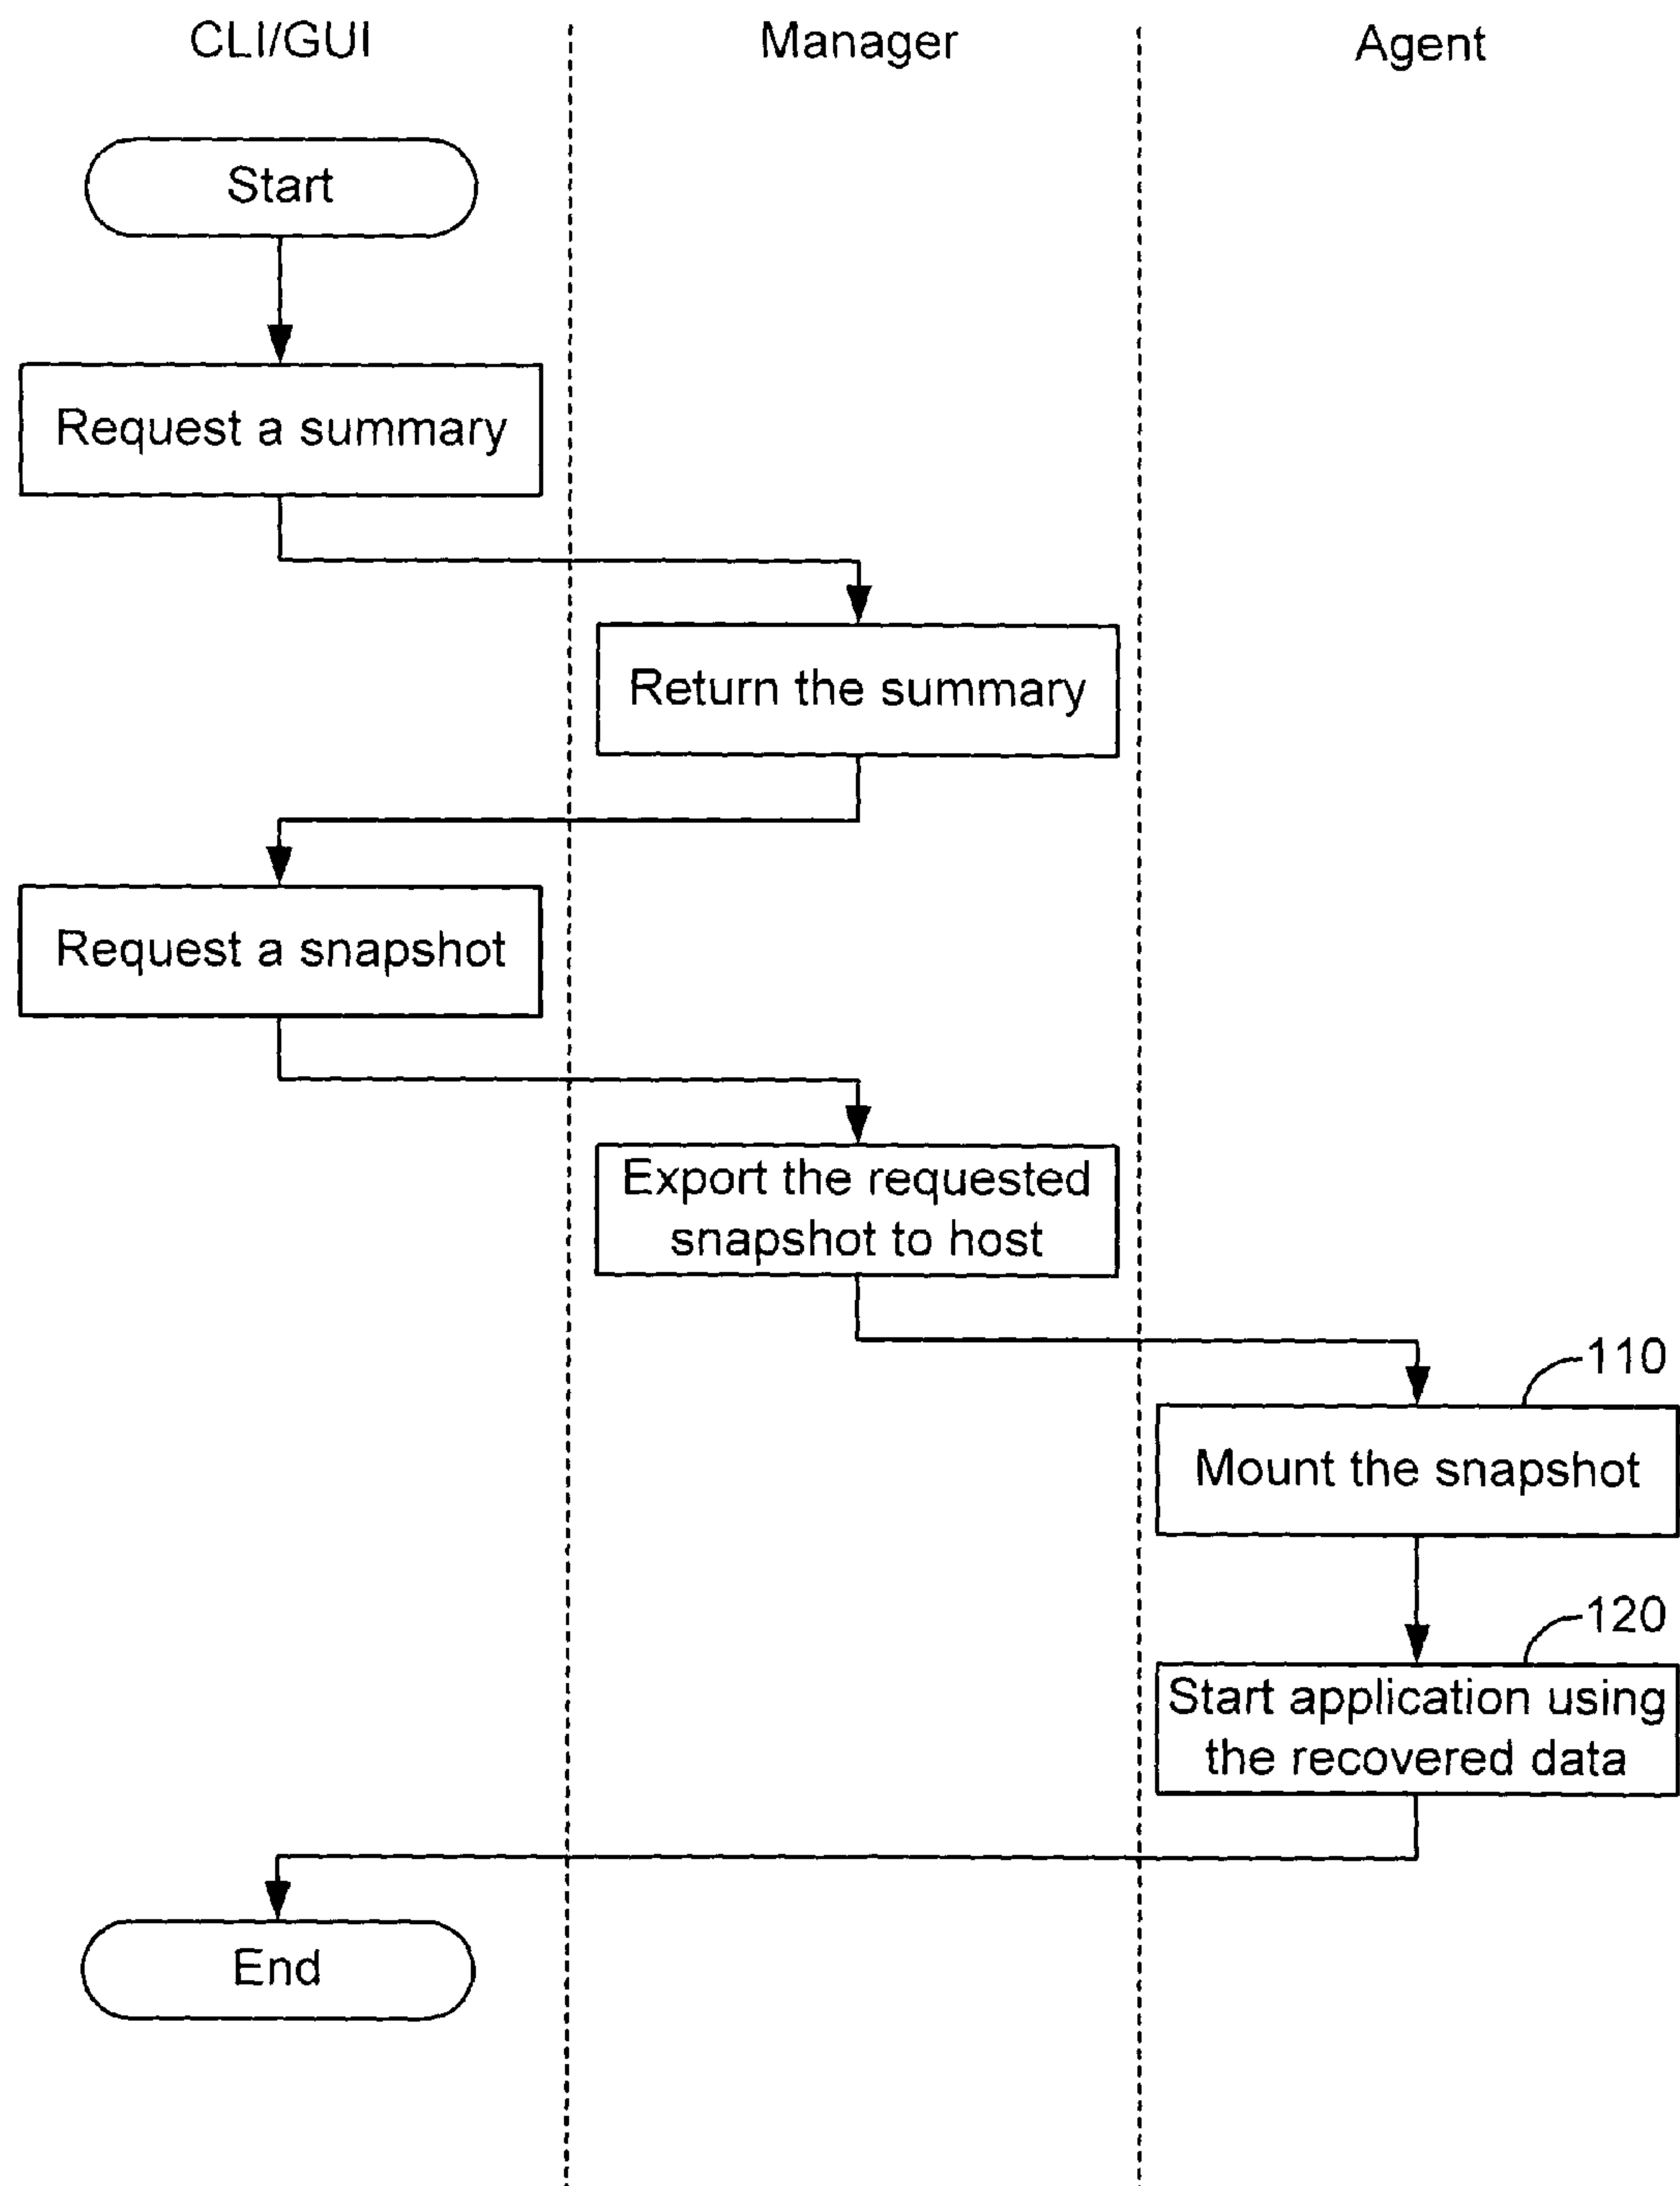 CLI/GUI
Manager
Agent
Start
Request a summary
Return the summary
Request a snapshot
Export the requested
snapshot to host
110
Mount the snapshot
120
Start application using
the recovered data
End